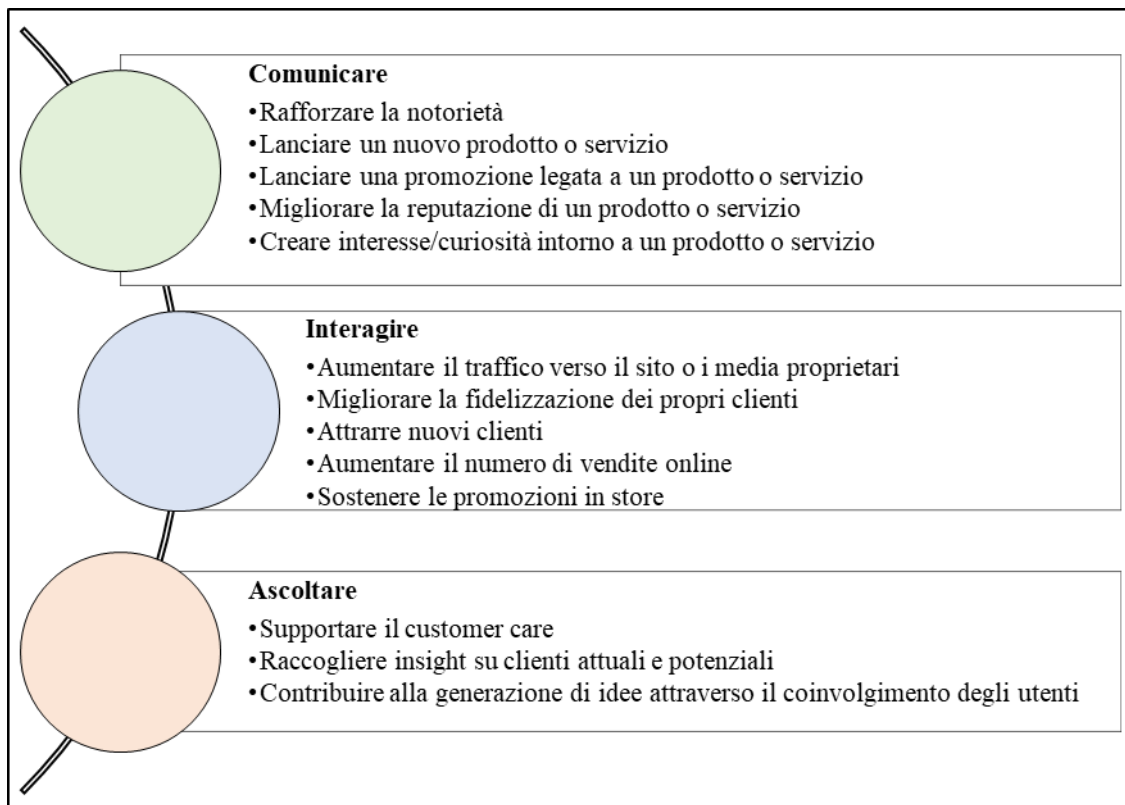 Comunicare
•Rafforzare la notorietà
•Lanciare un nuovo prodotto o servizio
•Lanciare una promozione legata a un prodotto o servizio
•Migliorare la reputazione di un prodotto o servizio
•Creare interesse/curiosità intorno a un prodotto o servizio
Interagire
•Aumentare il traffico verso il sito o i media proprietari
•Migliorare la fidelizzazione dei propri clienti
•Attrarre nuovi clienti
•Aumentare il numero di vendite online
•Sostenere le promozioni in store
Ascoltare
•Supportare il customer care
•Raccogliere insight su clienti attuali e potenziali
•Contribuire alla generazione di idee attraverso il coinvolgimento degli utenti